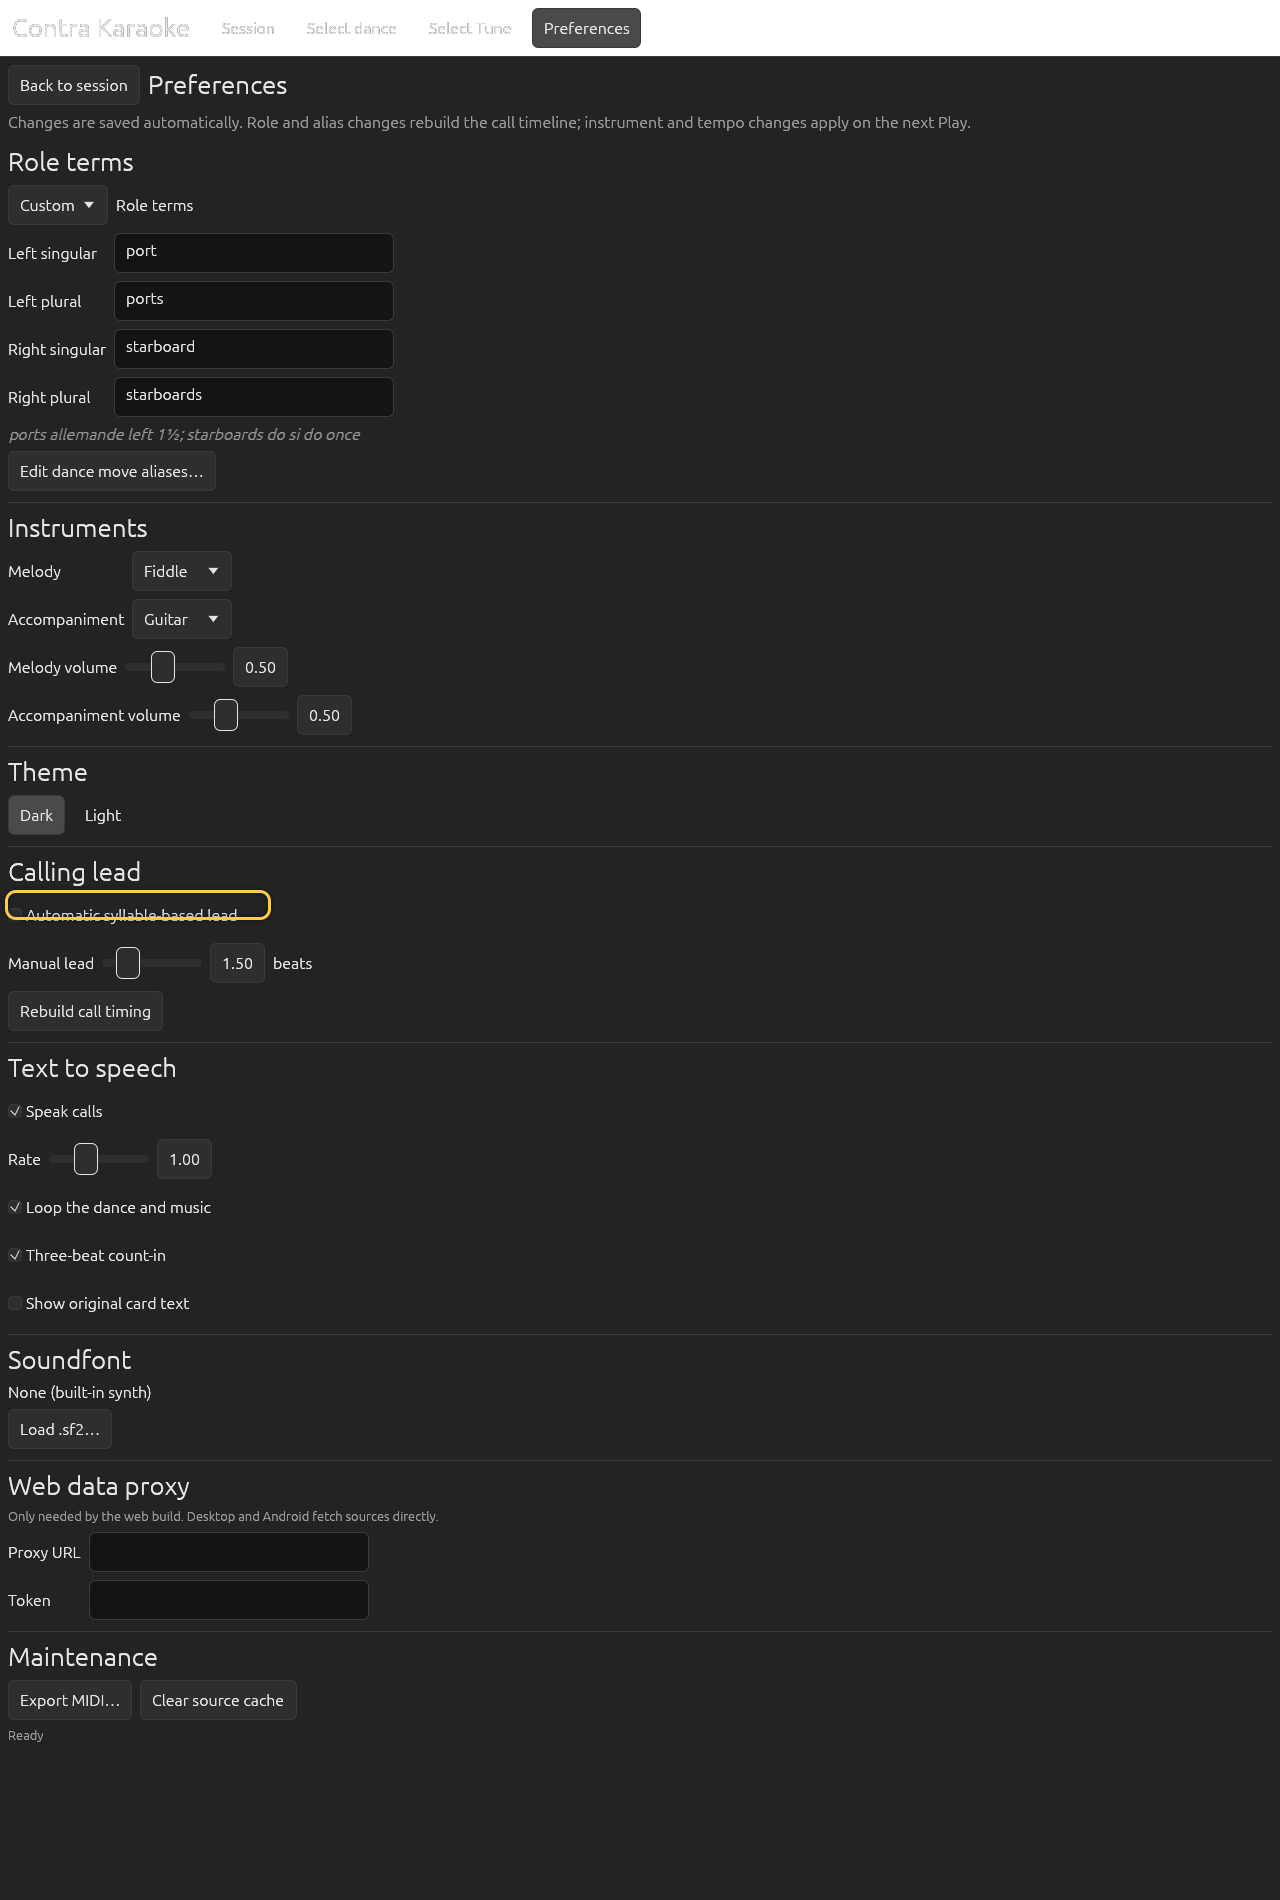 Contra Karaoke Session Select dance Select Tune Preferences
Back to session Preferences
Changes are saved automatically. Role and alias changes rebuild the call timeline; instrument and tempo changes apply on the next Play.
Role terms
Custom Role terms
Left singular port
Left plural ports
Right singular starboard
Right plural starboards
ports allemande left 1½; starboards do si do once
Edit dance move aliases…
Instruments
Melody Fiddle
Accompaniment Guitar
Melody volume 0.50
Accompaniment volume 0.50
Theme
Dark Light
Calling lead
Automatic syllable-based lead
Manual lead 1.50 beats
Rebuild call timing
Text to speech
Speak calls
Rate 1.00
Loop the dance and music
Three-beat count-in
Show original card text
Soundfont
None (built-in synth)
Load .sf2…
Web data proxy
Only needed by the web build. Desktop and Android fetch sources directly.
Proxy URL
Token
Maintenance
Export MIDI… Clear source cache
Ready